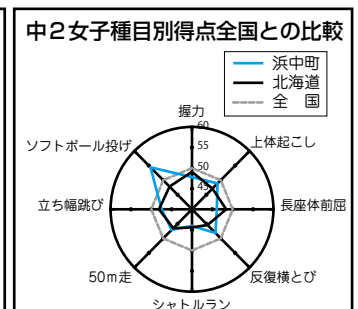 中2女子種目別得点全国との比較
浜中町
北海道
全　国
握力
60
55
50
45
上体起こし
長座体前屈
反復横とび
シャトルラン
50m走
立ち幅跳び
ソフトボール投げ